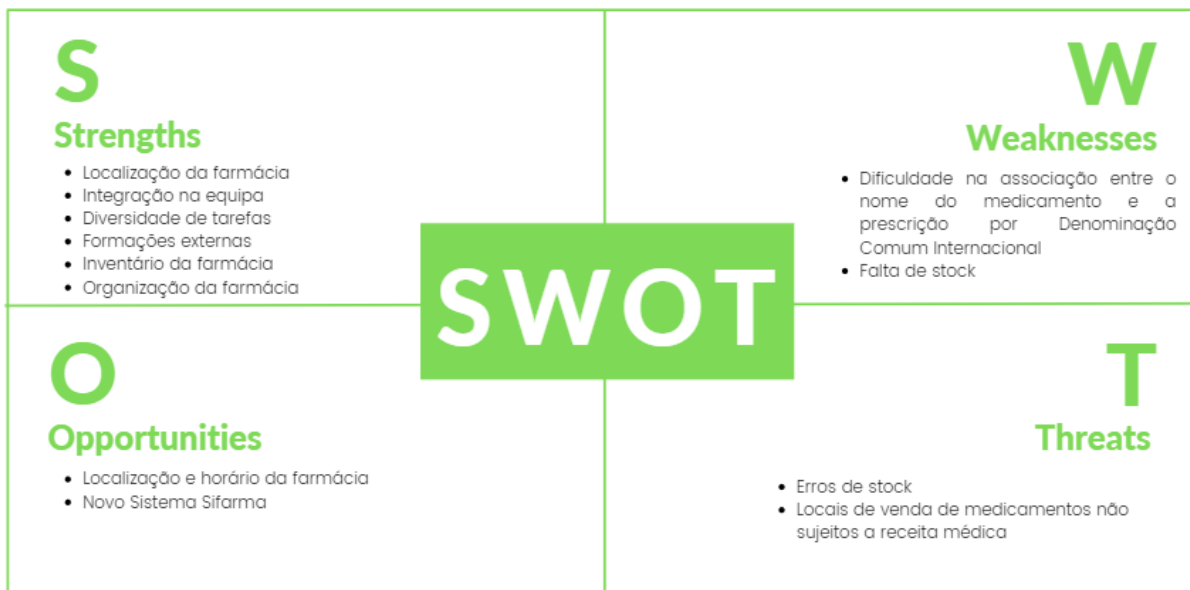 S
Strengths
• Localização da farmácia
• Integração na equipa
• Diversidade de tarefas
• Formações externas
• Inventário da farmácia
• Organização da farmácia
W
Weaknesses
• Dificuldade na associação entre o
nome do medicamento e a
prescrição por Denominação
Comum Internacional
• Falta de stock
SWOT
O
Opportunities
• Localização e horário da farmácia
• Novo Sistema Sifarma
T
Threats
• Erros de stock
• Locais de venda de medicamentos não
sujeitos a receita médica